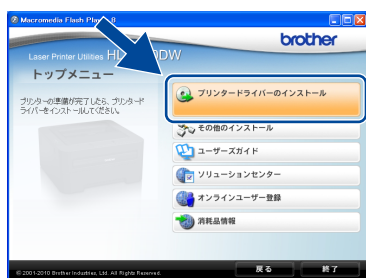 Macromedia Flash Pla 8
brother
Laser Printer Utilities H DW
トップメニュー
プリンターの準備が完了したら、プリンタード
ライバーをインストールしてください。
プリンタードライバーのインストール
その他のインストール
ユーザーズガイド
ソリューションセンター
オンラインユーザー登録
消耗品情報
© 2001-2010 Brother Industries, Ltd. All Rights Reserved.
戻る
終了